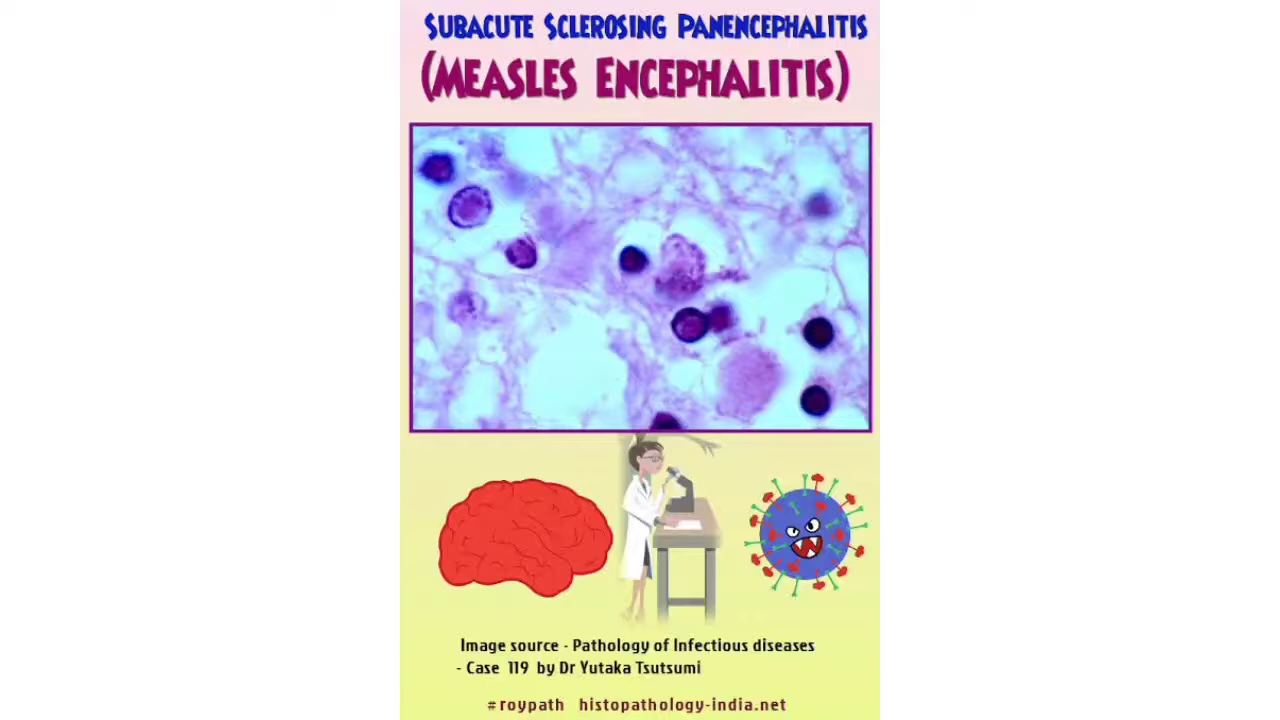 Subacute Sclerosing Panencephalitis
(Measles Encephalitis)
Image source - Pathology of Infectious diseases
- Case 119 by Dr Yutaka Tsutsumi
#roypath histopathology-india.net